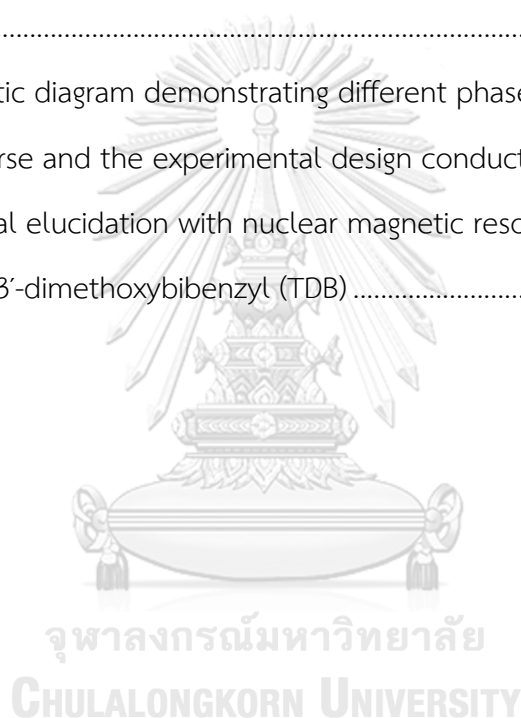 ................................................................................
tic diagram demonstrating different phase
rse and the experimental design conduct
al elucidation with nuclear magnetic reso
3′-dimethoxybibenzyl (TDB) ..........................
จุฬาลงกรณ์มหาวิทยาลัย
CHULALONGKORN UNIVERSITY